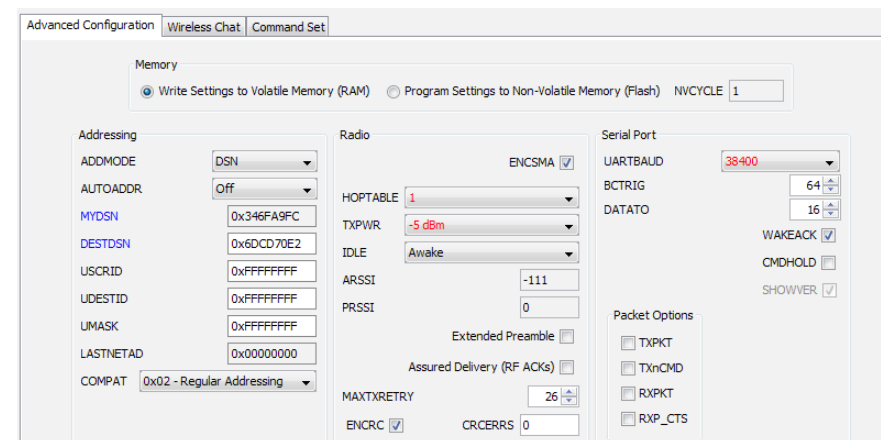 Advanced Configuration Wireless Chat Command Set
Memory
Write Settings to Volatile Memory (RAM) Program Settings to Non-Volatile Memory (Flash) NVCYCLE 1
Addressing
ADDMODE DSN
AUTOADDR Off
MYDSN 0x346FA9FC
DESTDSN 0x6DCD70E2
USCRID 0xFFFFFFFF
UDESTID 0xFFFFFFFF
UMASK 0xFFFFFFFF
LASTNETAD 0x00000000
COMPAT 0x02 - Regular Addressing
Radio
ENCSMA
HOPTABLE 1
TXPWR -5 dBm
IDLE Awake
ARSSI -111
PRSSI 0
Extended Preamble
Assured Delivery (RF ACKs)
MAXTXRETRY 26
ENCRC CRCERRS 0
Serial Port
UARTBAUD 38400
BCTRIG 64
DATATO 16
WAKEACK
CMDHOLD
SHOWVER
Packet Options
TXPKT
TXnCMD
RXPKT
RXP_CTS